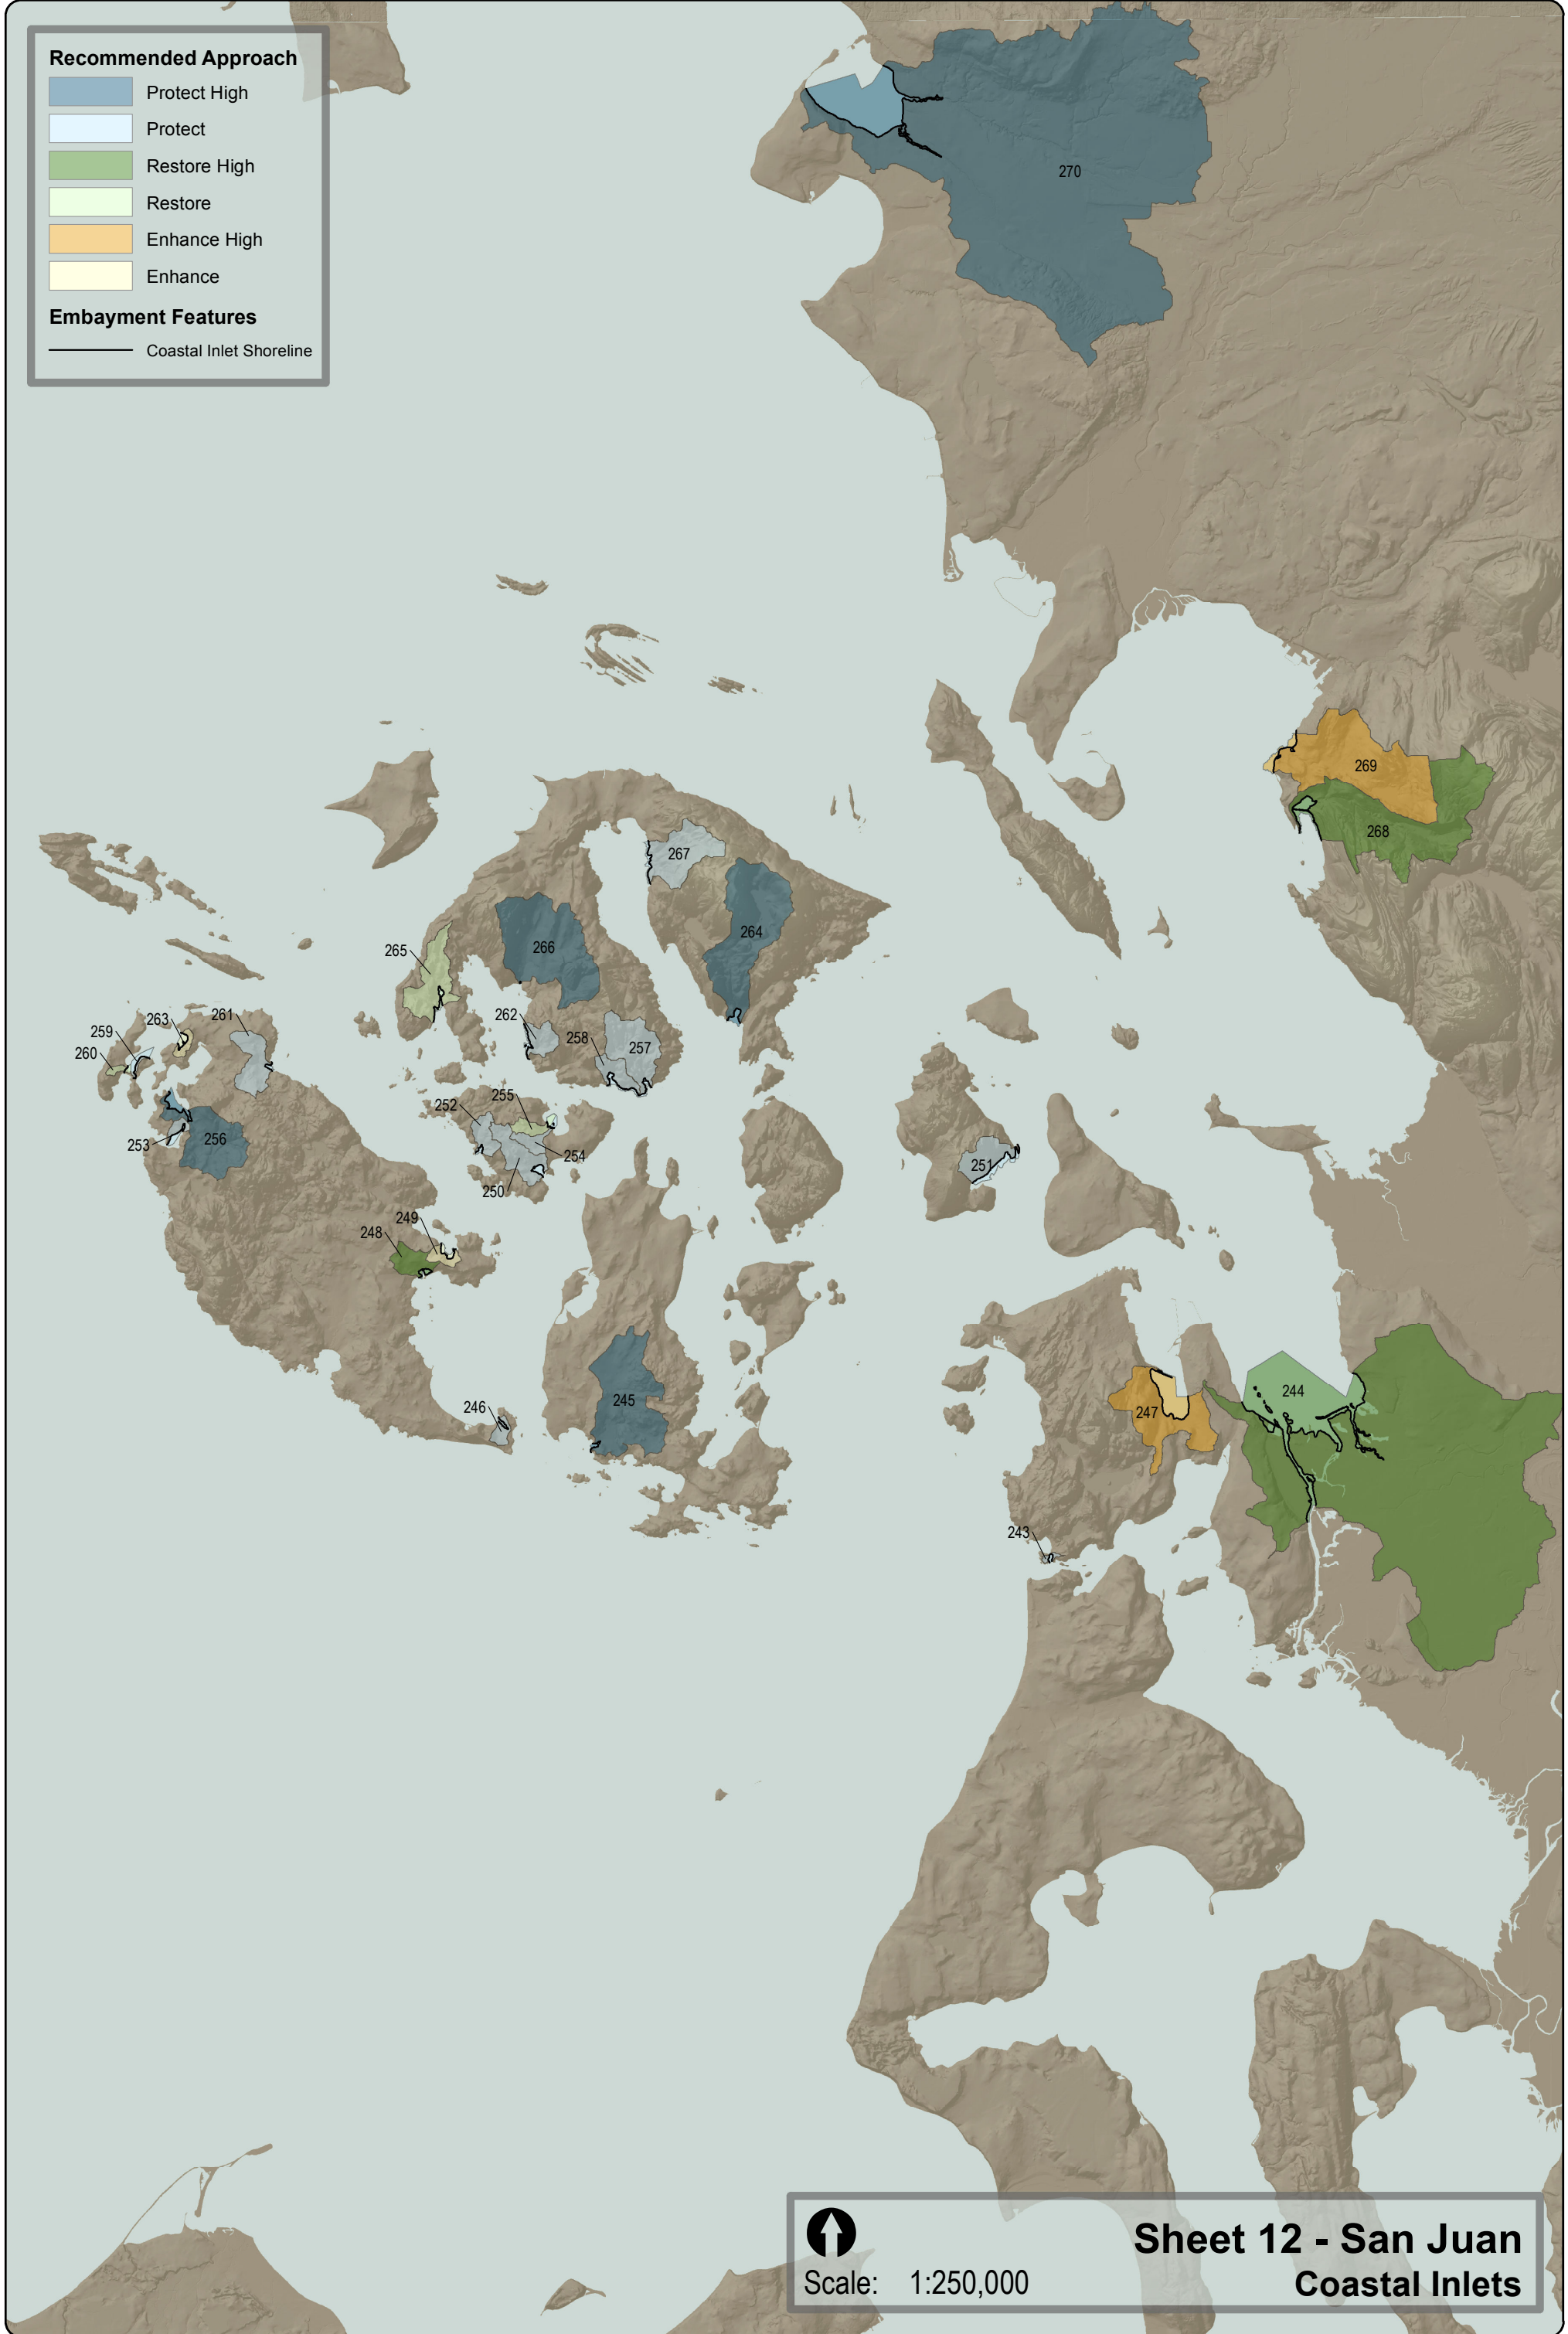 Recommended Approach
Protect High
Protect
Restore High
Restore
Enhance High
Enhance
Embayment Features
Coastal Inlet Shoreline
270
269
268
267
264
266
265
262
258
257
261
263
259
260
253
256
255
252
254
250
251
249
248
246
245
247
244
243
Sheet 12 - San Juan
Scale: 1:250,000
Coastal Inlets